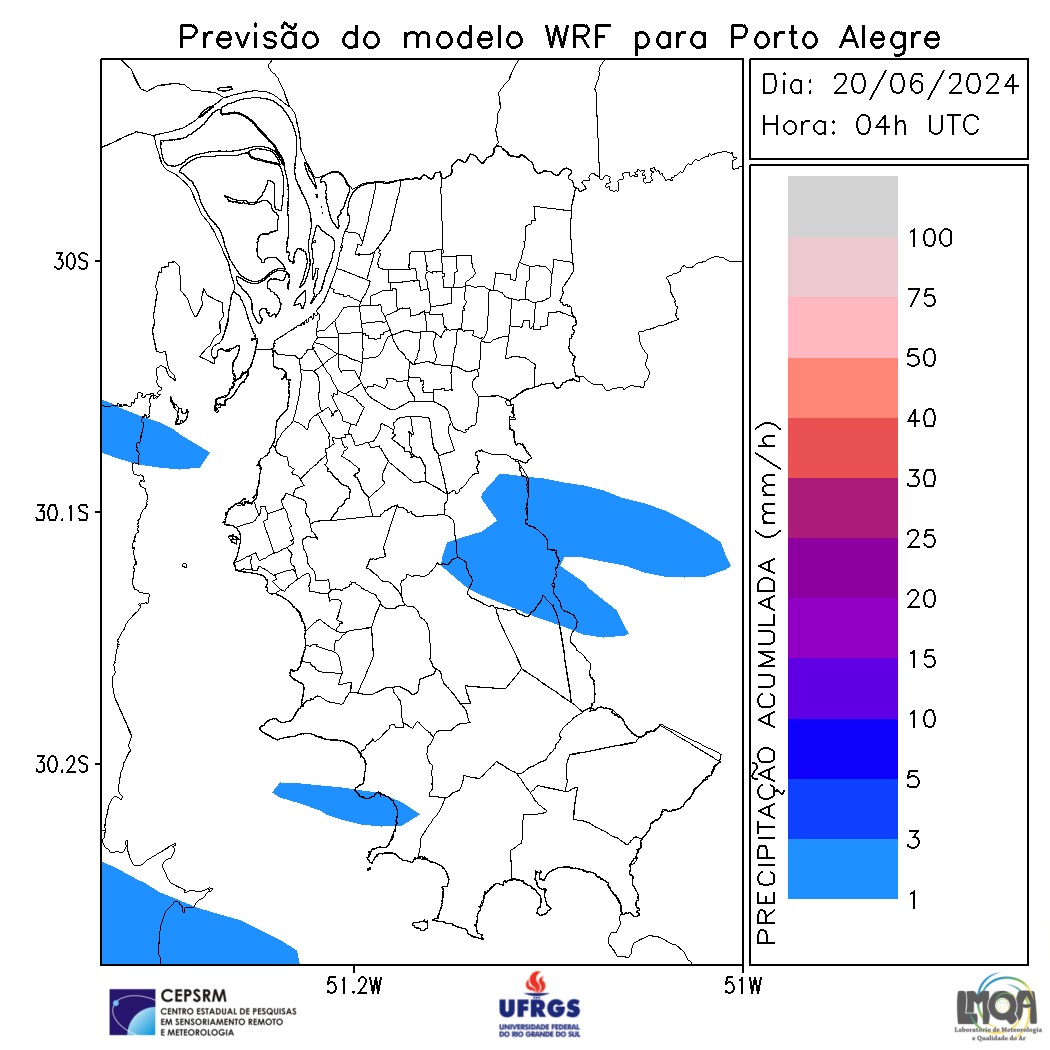 Previsão do modelo WRF para Porto Alegre
Dia: 20/06/2024
Hora: 04h UTC
30S
30.1S
30.2S
51.2W
51W
PRECIPITAÇÃO ACUMULADA (mm/h)
100
75
50
40
30
25
20
15
10
5
3
1
CEPSRM
CENTRO ESTADUAL DE PESQUISAS
EM SENSORIAMENTO REMOTO
E METEOROLOGIA
UFRGS
UNIVERSIDADE FEDERAL
DO RIO GRANDE DO SUL
LMQA
Laboratório de Meteorologia
e Qualidade do Ar